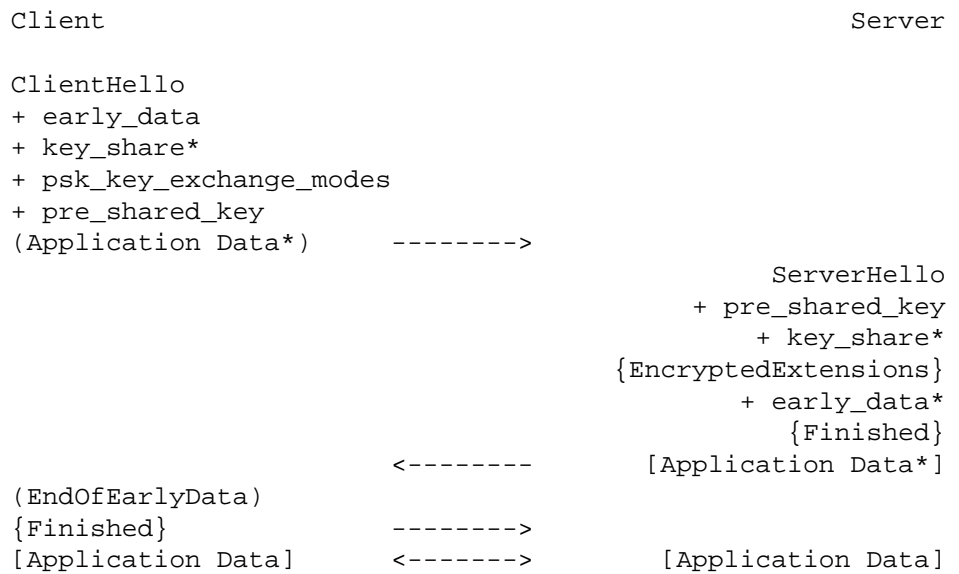 Client                                               Server

ClientHello
+ early_data
+ key_share*
+ psk_key_exchange_modes
+ pre_shared_key
(Application Data*)     -------->
                                                ServerHello
                                           + pre_shared_key
                                               + key_share*
                                      {EncryptedExtensions}
                                              + early_data*
                                                 {Finished}
                        <--------       [Application Data*]
(EndOfEarlyData)
{Finished}              -------->
[Application Data]      <------->        [Application Data]